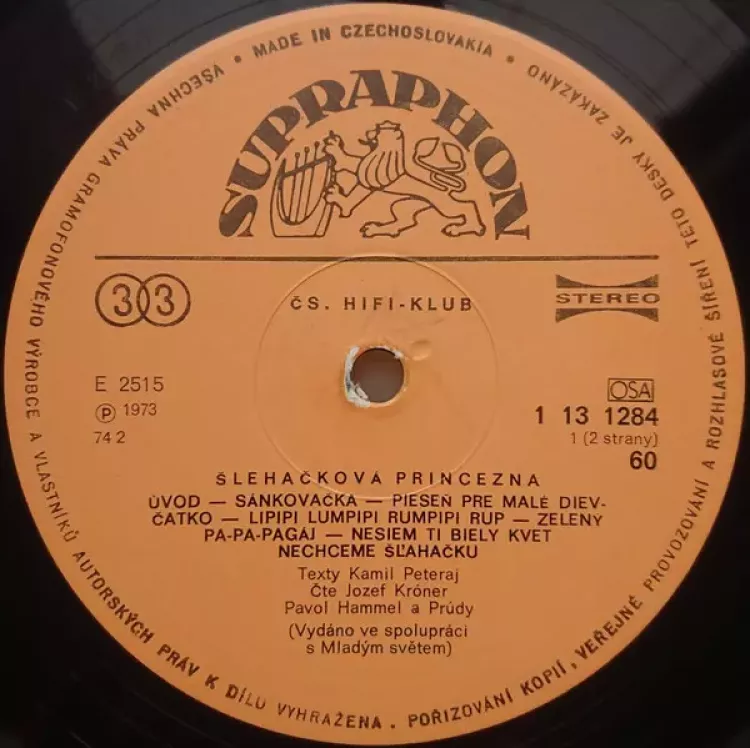 • MADE IN CZECHOSLOVAKIA •
VŠECHNA PRÁVA GRAMOFONOVÉHO VÝROBCE A VLASTNÍKŮ AUTORSKÝCH PRÁV K DÍLU VYHRAŽENA. POŘIZOVÁNÍ KOPIÍ, VEŘEJNÉ PROVOZOVÁNÍ A ROZHLASOVÉ ŠÍŘENÍ TÉTO DESKY JE ZAKÁZÁNO
SUPRAPHON
33
ČS. HIFI-KLUB
STEREO
E 2515
℗ 1973
74 2
OSA
1 13 1284
1 (2 strany)
60
ŠLEHAČKOVÁ PRINCEZNA
ÚVOD — SÁNKOVAČKA — PIESEŇ PRE MALÉ DIEV-
ČATKO — LIPIPI LUMPIPI RUMPIPI RUP — ZELENÝ
PA-PA-PAGÁJ — NESIEM TI BIELY KVET
NECHCEME ŠĽAHAČKU
Texty Kamil Peteraj
Čte Jozef Króner
Pavol Hammel a Prúdy
(Vydáno ve spolupráci
s Mladým světem)